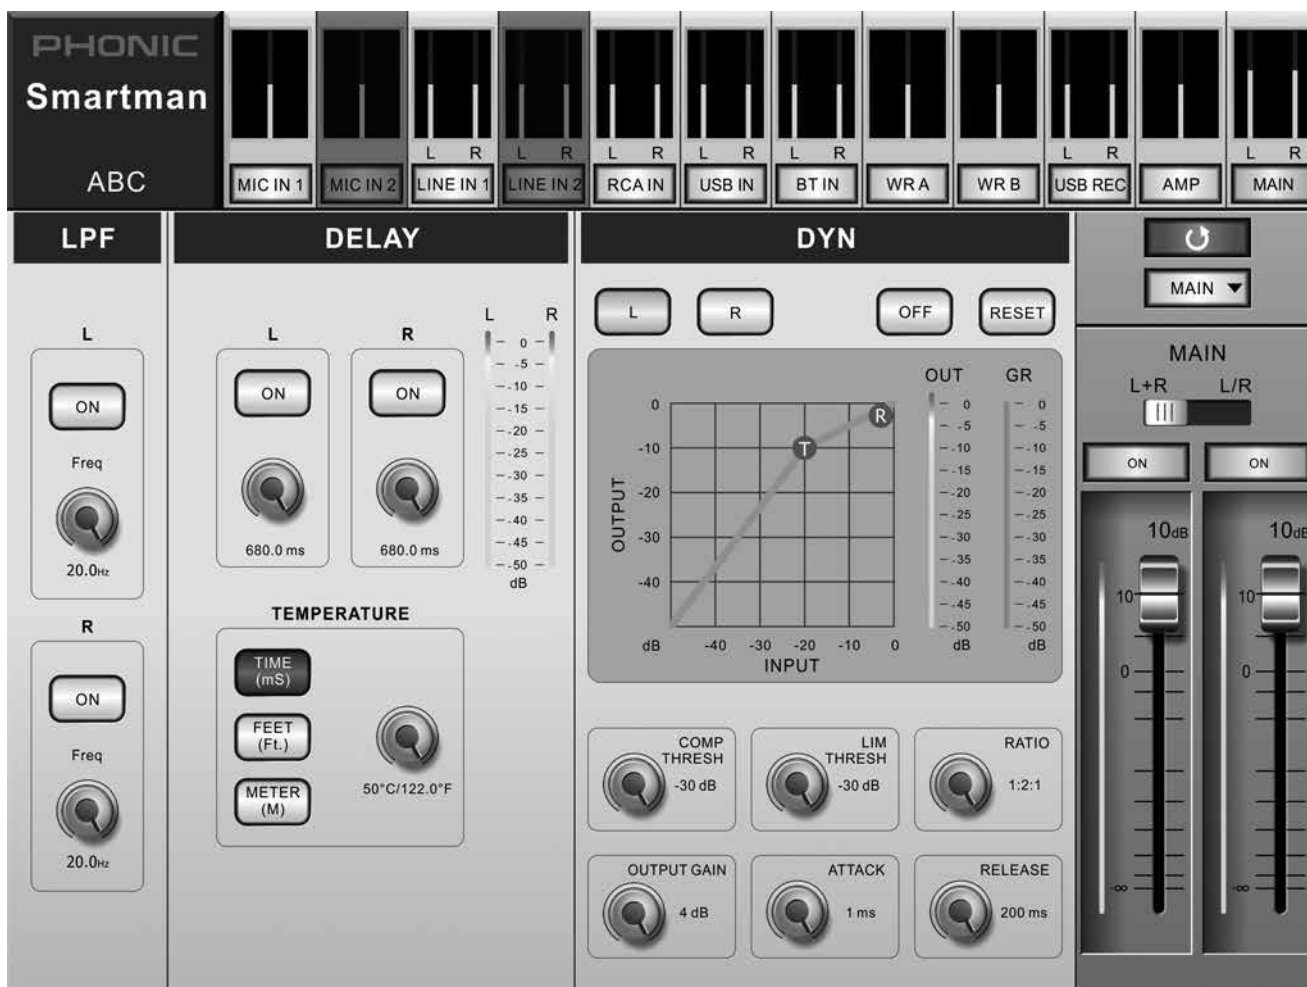 PHONIC
Smartman
ABC
L R L R L R L R L R L R L R
MIC IN 1 MIC IN 2 LINE IN 1 LINE IN 2 RCA IN USB IN BT IN WR A WR B USB REC AMP MAIN
LPF
L
ON
Freq
20.0Hz
R
ON
Freq
20.0Hz
DELAY
L
ON
680.0 ms
R
ON
680.0 ms
L R
0
-5
-10
-15
-20
-25
-30
-35
-40
-45
-50
dB
TEMPERATURE
TIME
(mS)
FEET
(Ft.)
METER
(M)
50°C/122.0°F
DYN
L R OFF RESET
OUTPUT
0
-10
-20
-30
-40
dB -40 -30 -20 -10 0
INPUT
T
R
OUT
0
-5
-10
-15
-20
-25
-30
-35
-40
-45
-50
dB
GR
0
-5
-10
-15
-20
-25
-30
-35
-40
-45
-50
dB
COMP
THRESH
-30 dB
LIM
THRESH
-30 dB
RATIO
1:2:1
OUTPUT GAIN
4 dB
ATTACK
1 ms
RELEASE
200 ms
MAIN
MAIN
L+R L/R
ON ON
10dB 10dB
10 10
0 0
-∞ -∞